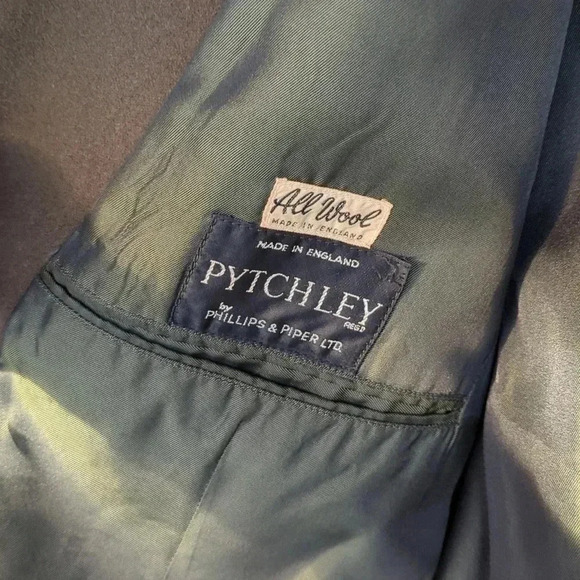 All Wool
MADE IN ENGLAND
MADE IN ENGLAND
PYTCHLEY
REGD
by
PHILLIPS & PIPER LTD.